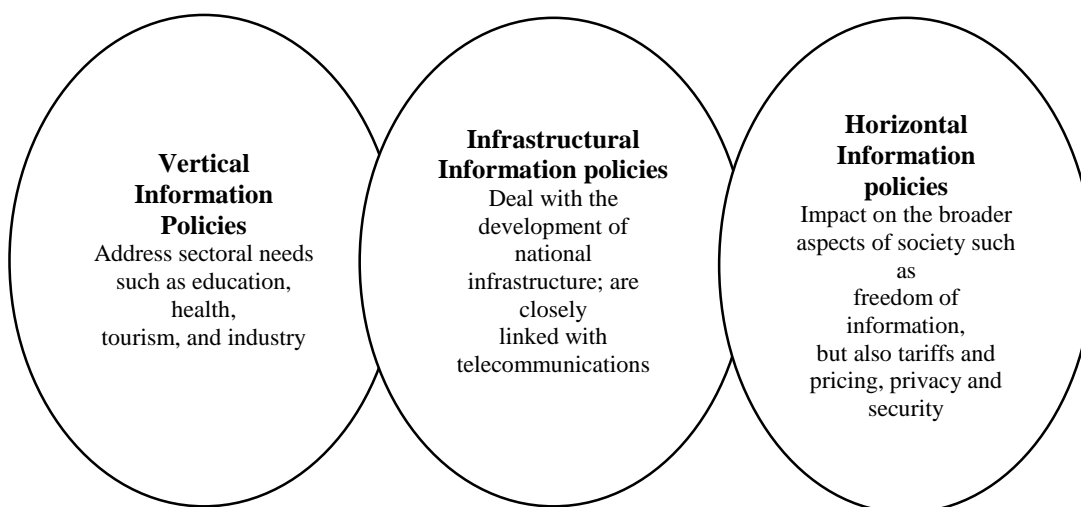 Vertical
Information
Policies
Address sectoral needs
such as education,
health,
tourism, and industry
Infrastructural
Information policies
Deal with the
development of
national
infrastructure; are
closely
linked with
telecommunications
Horizontal
Information
policies
Impact on the broader
aspects of society such
as
freedom of
information,
but also tariffs and
pricing, privacy and
security